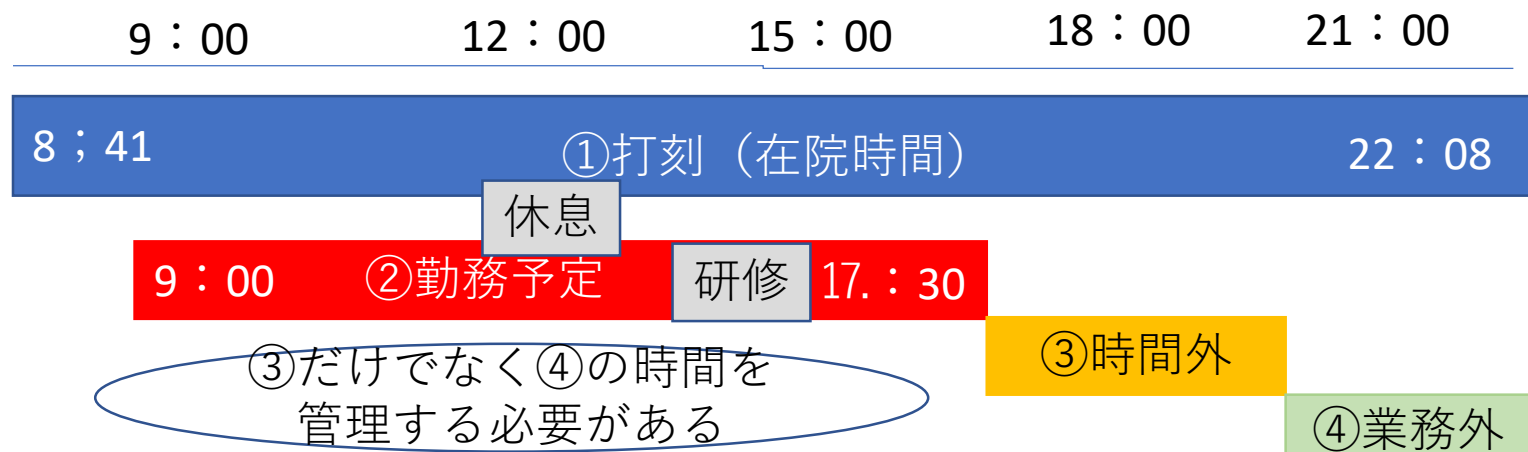 9：00 12：00 15：00 18：00 21：00
8；41 ①打刻（在院時間） 22：08
休息
9：00 ②勤務予定 研修 17.：30
③だけでなく④の時間を
管理する必要がある
③時間外
④業務外